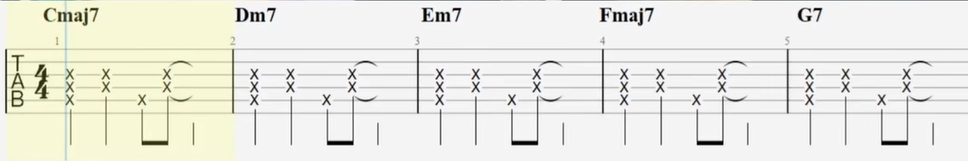 Cmaj7 Dm7 Em7 Fmaj7 G7
1 2 3 4 5
T
A
B
4
4
X X X X X X X X X X X X X X X
X X X X X X X X X X X X X X X
X X X X X X X X X X